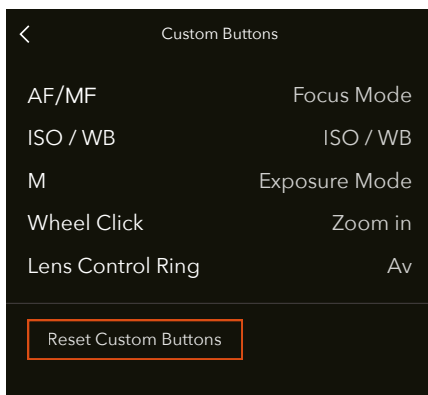 Custom Buttons
AF/MF Focus Mode
ISO / WB ISO / WB
M Exposure Mode
Wheel Click Zoom in
Lens Control Ring Av
Reset Custom Buttons